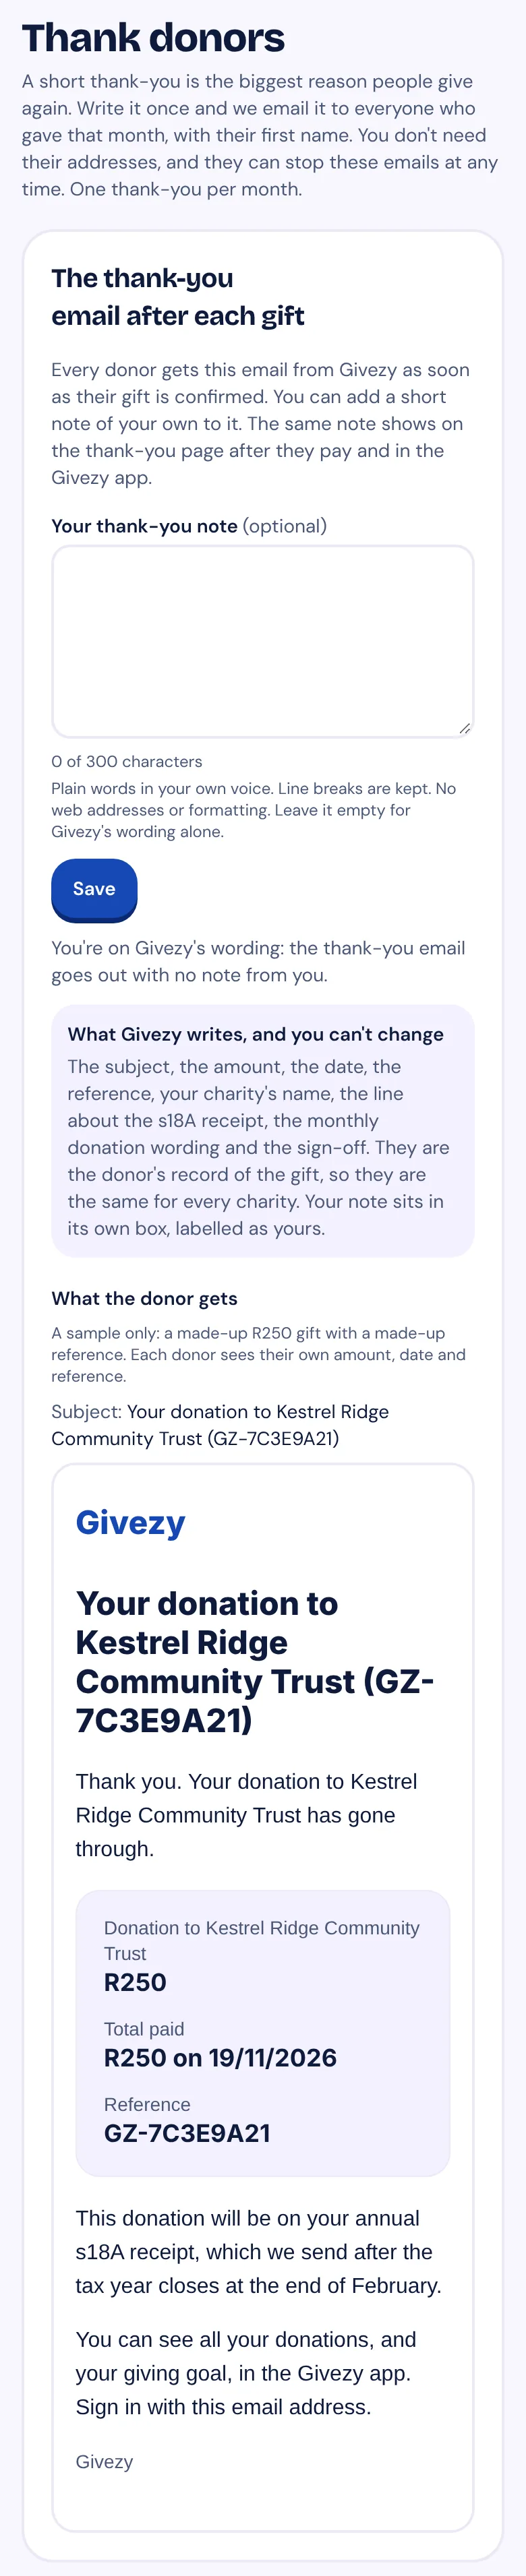 Thank donors
A short thank-you is the biggest reason people give
again. Write it once and we email it to everyone who
gave that month, with their first name. You don't need
their addresses, and they can stop these emails at any
time. One thank-you per month.
The thank-you
email after each gift
Every donor gets this email from Givezy as soon
as their gift is confirmed. You can add a short
note of your own to it. The same note shows on
the thank-you page after they pay and in the
Givezy app.
Your thank-you note (optional)
0 of 300 characters
Plain words in your own voice. Line breaks are kept. No
web addresses or formatting. Leave it empty for
Givezy's wording alone.
Save
You're on Givezy's wording: the thank-you email
goes out with no note from you.
What Givezy writes, and you can't change
The subject, the amount, the date, the
reference, your charity's name, the line
about the s18A receipt, the monthly
donation wording and the sign-off. They are
the donor's record of the gift, so they are
the same for every charity. Your note sits in
its own box, labelled as yours.
What the donor gets
A sample only: a made-up R250 gift with a made-up
reference. Each donor sees their own amount, date and
reference.
Subject: Your donation to Kestrel Ridge
Community Trust (GZ-7C3E9A21)
Givezy
Your donation to
Kestrel Ridge
Community Trust (GZ-
7C3E9A21)
Thank you. Your donation to Kestrel
Ridge Community Trust has gone
through.
Donation to Kestrel Ridge Community
Trust
R250
Total paid
R250 on 19/11/2026
Reference
GZ-7C3E9A21
This donation will be on your annual
s18A receipt, which we send after the
tax year closes at the end of February.
You can see all your donations, and
your giving goal, in the Givezy app.
Sign in with this email address.
Givezy